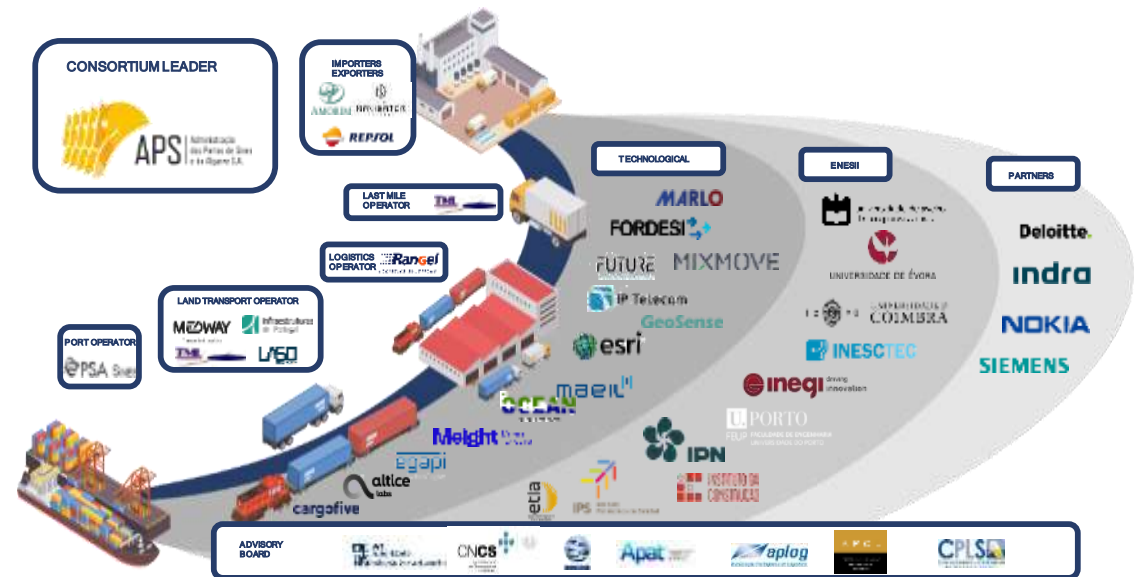 CONSORTIUM LEADER
APS
Administração
dos Portos de Sines
e do Algarve S.A.
IMPORTERS
EXPORTERS
AMORIM
NAVIGATOR
REPSOL
LAST MILE
OPERATOR
TML
LOGISTICS
OPERATOR
Rangel
LAND TRANSPORT OPERATOR
MEDWAY
Infraestruturas
de Portugal
TML
PORT OPERATOR
PSA Sines
TECHNOLOGICAL
MARLO
FORDESI
FUTURE
MIXMOVE
IP Telecom
GeoSense
esri
maeil
OCEAN
Meight
egapi
altice
labs
cargofive
ENESII
UNIVERSIDADE DE ÉVORA
UNIVERSIDADE D
COIMBRA
INESCTEC
inegi driving
innovation
U.PORTO
FEUP FACULDADE DE ENGENHARIA
UNIVERSIDADE DO PORTO
IPN
INSTITUTO DA
CONSTRUÇÃO
IPS
etla
PARTNERS
Deloitte.
indra
NOKIA
SIEMENS
ADVISORY
BOARD
CNCS
Apat
aplog
CPLS